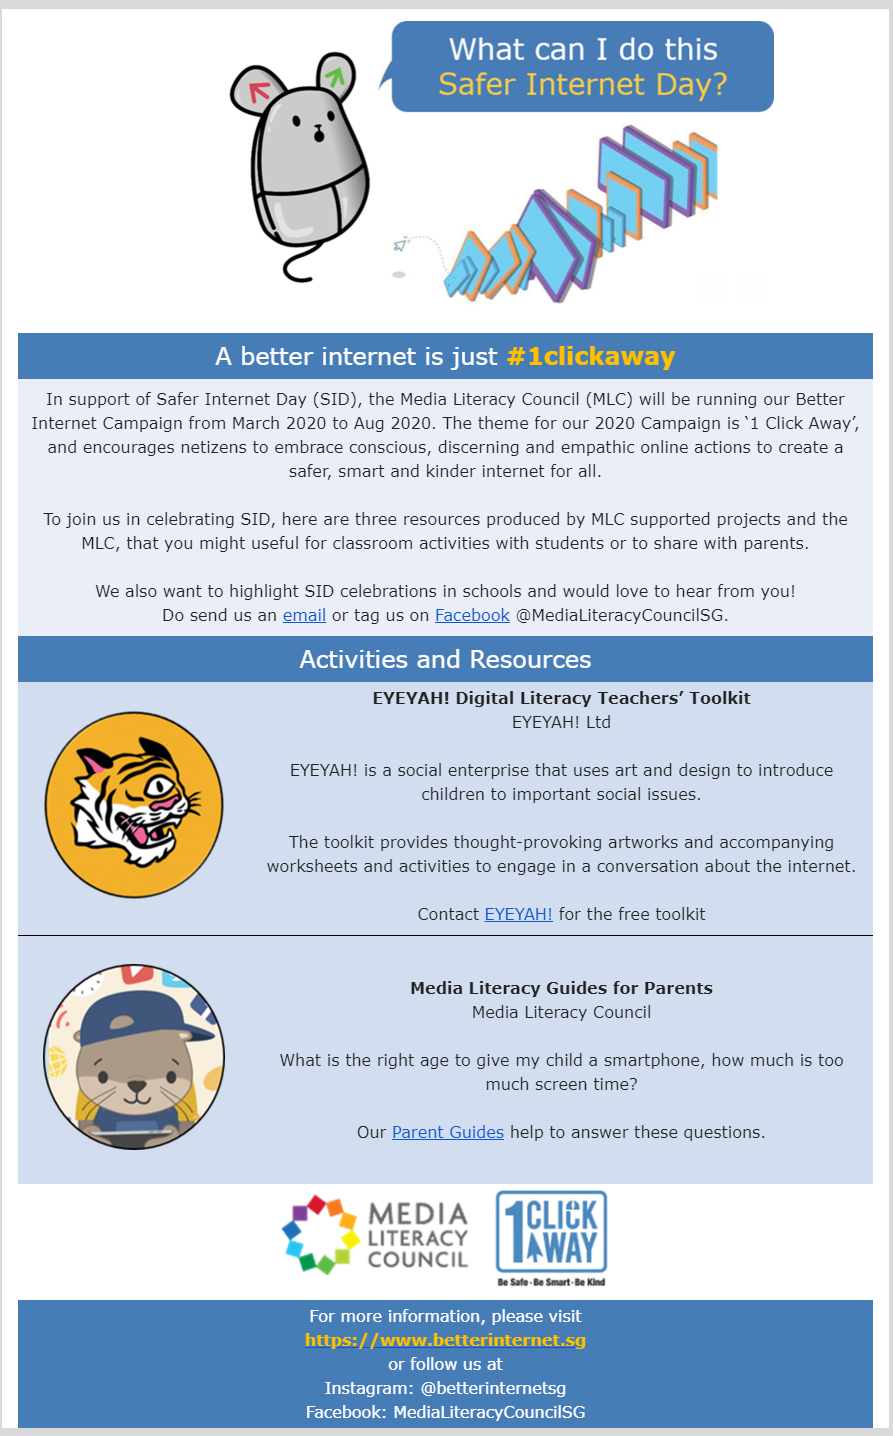 What can I do this
Safer Internet Day?
A better internet is just #1clickaway
In support of Safer Internet Day (SID), the Media Literacy Council (MLC) will be running our Better
Internet Campaign from March 2020 to Aug 2020. The theme for our 2020 Campaign is ‘1 Click Away’,
and encourages netizens to embrace conscious, discerning and empathic online actions to create a
safer, smart and kinder internet for all.
To join us in celebrating SID, here are three resources produced by MLC supported projects and the
MLC, that you might useful for classroom activities with students or to share with parents.
We also want to highlight SID celebrations in schools and would love to hear from you!
Do send us an email or tag us on Facebook @MediaLiteracyCouncilSG.
Activities and Resources
EYEYAH! Digital Literacy Teachers’ Toolkit
EYEYAH! Ltd
EYEYAH! is a social enterprise that uses art and design to introduce
children to important social issues.
The toolkit provides thought-provoking artworks and accompanying
worksheets and activities to engage in a conversation about the internet.
Contact EYEYAH! for the free toolkit
Media Literacy Guides for Parents
Media Literacy Council
What is the right age to give my child a smartphone, how much is too
much screen time?
Our Parent Guides help to answer these questions.
MEDIA
LITERACY
COUNCIL
1 CLICK
AWAY
Be Safe · Be Smart · Be Kind
For more information, please visit
https://www.betterinternet.sg
or follow us at
Instagram: @betterinternetsg
Facebook: MediaLiteracyCouncilSG